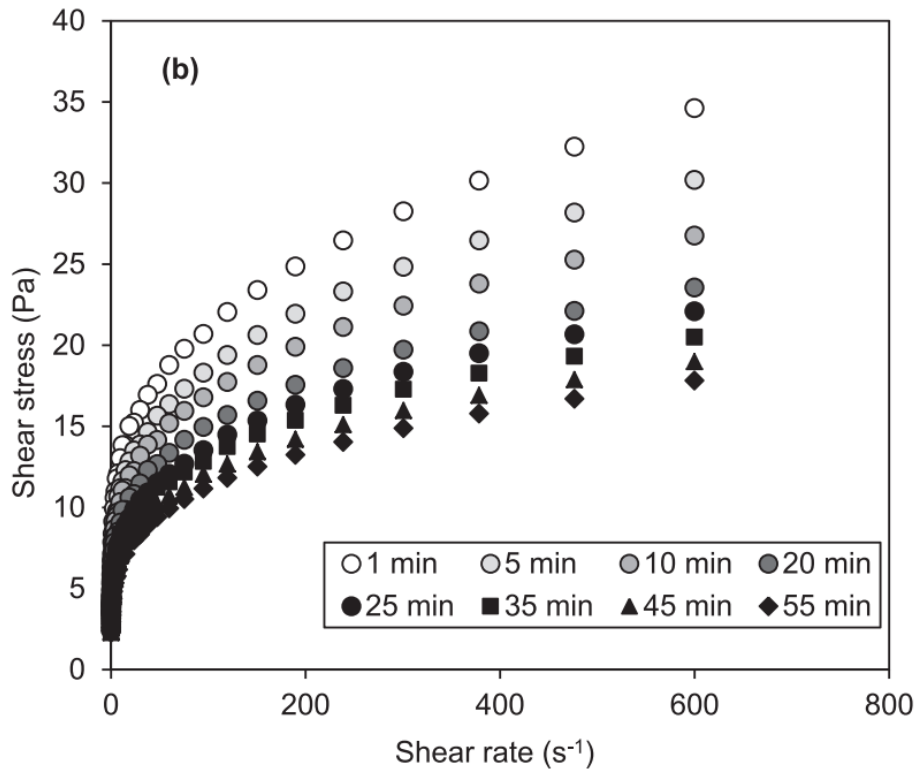 40
35
30
25
20
15
10
5
0
Shear stress (Pa)
(b)
1 min 5 min 10 min 20 min
25 min 35 min 45 min 55 min
0 200 400 600 800
Shear rate (s⁻¹)